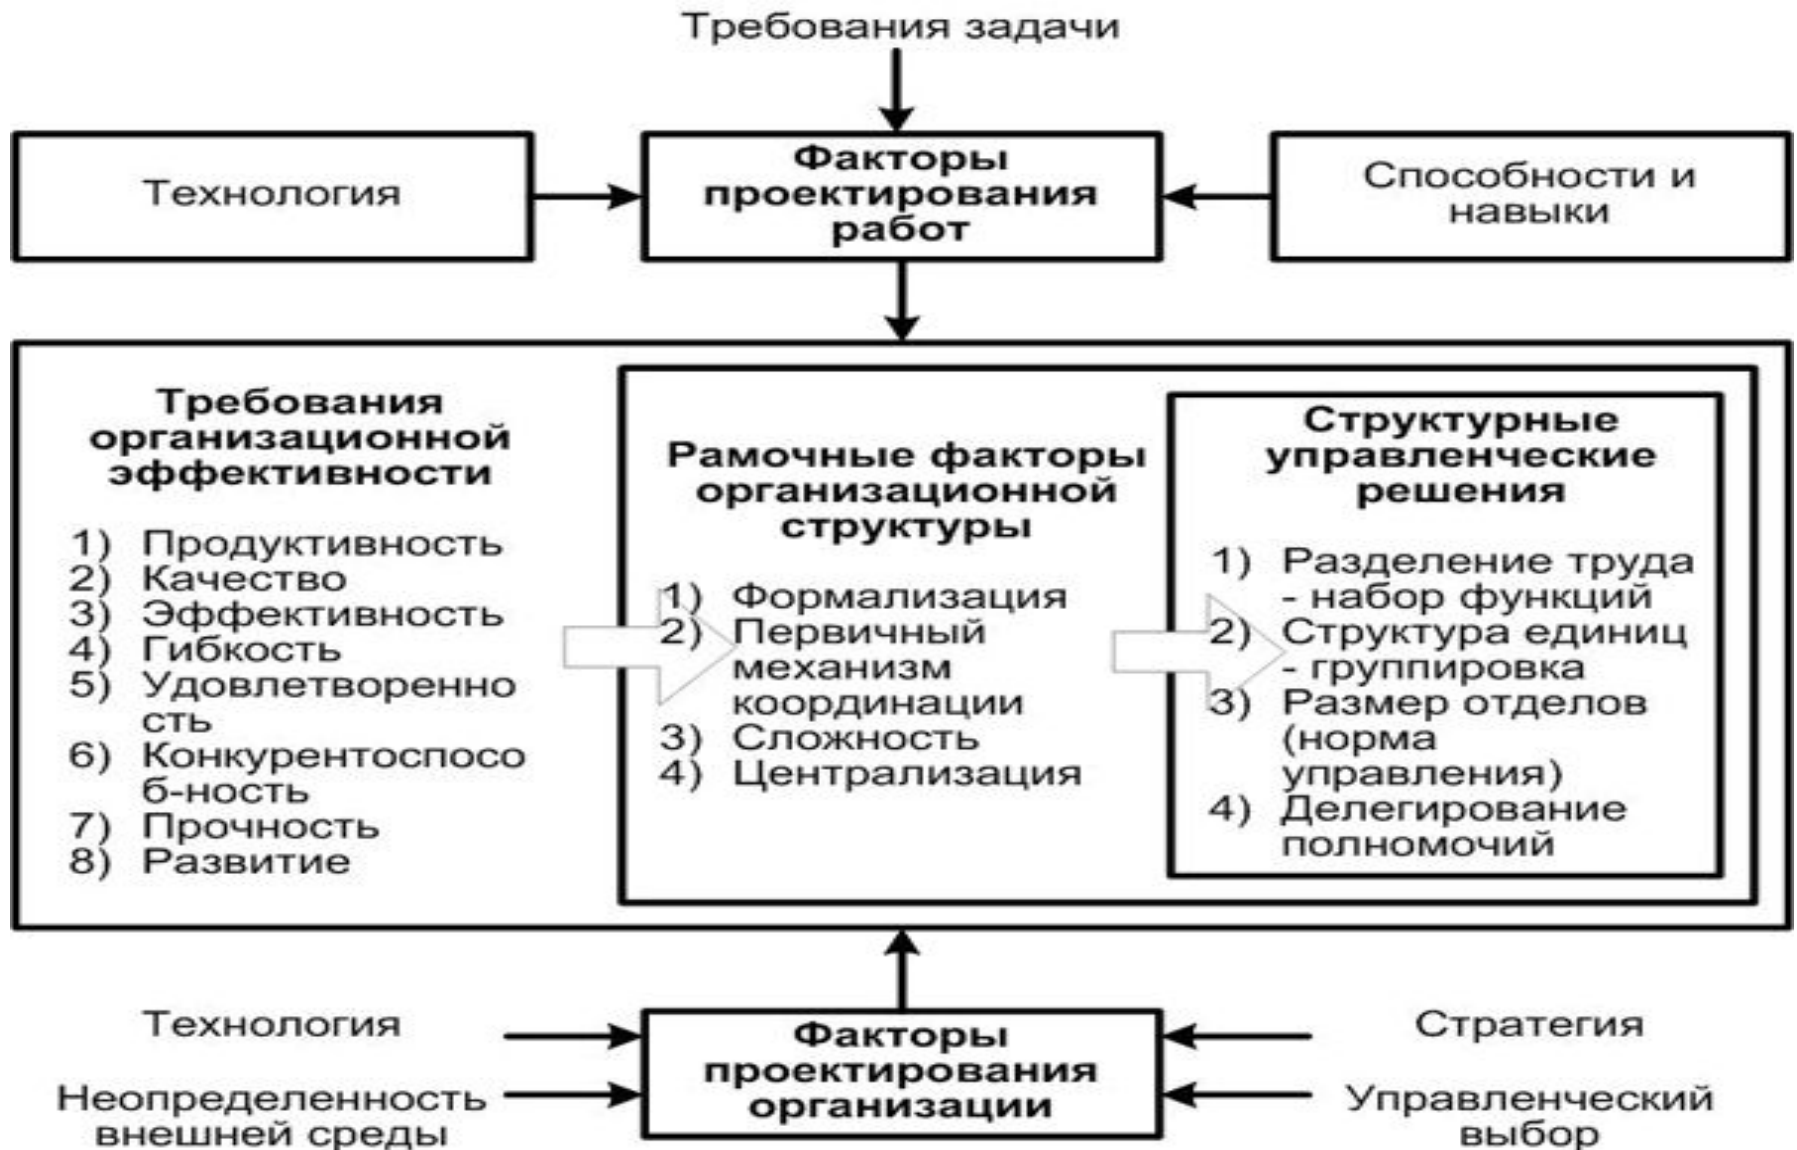 Требования задачи
Технология
Факторы
проектирования
работ
Способности и
навыки
Требования
организационной
эффективности
1) Продуктивность
2) Качество
3) Эффективность
4) Гибкость
5) Удовлетворенно
сть
6) Конкурентоспосо
б-ность
7) Прочность
8) Развитие
Рамочные факторы
организационной
структуры
1) Формализация
2) Первичный
механизм
координации
3) Сложность
4) Централизация
Структурные
управленческие
решения
1) Разделение труда
- набор функций
2) Структура единиц
- группировка
3) Размер отделов
(норма
управления)
4) Делегирование
полномочий
Технология
Неопределенность
внешней среды
Факторы
проектирования
организации
Стратегия
Управленческий
выбор